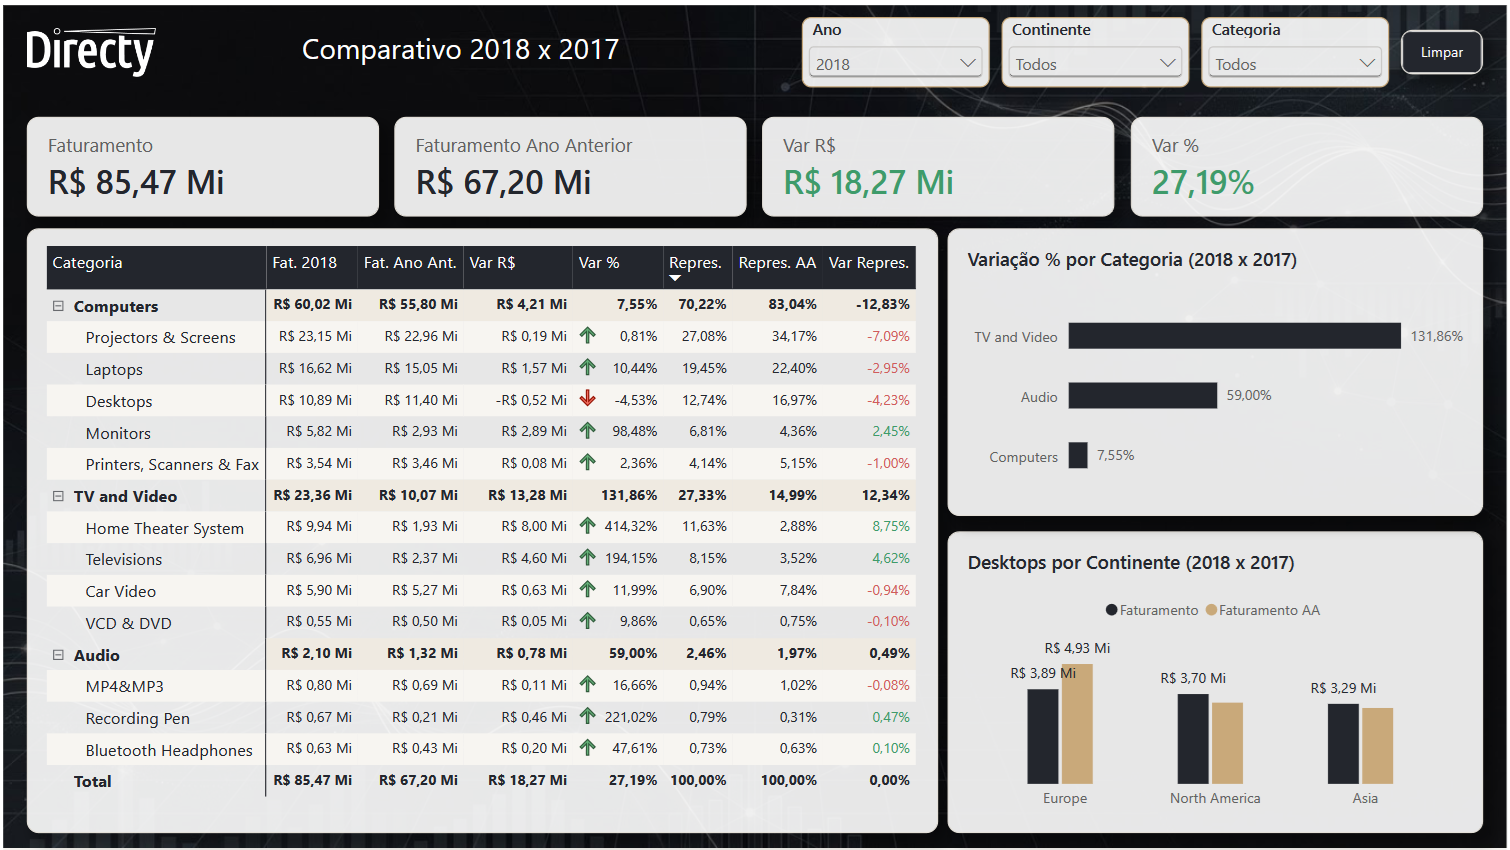 Directy
Comparativo 2018 x 2017
Ano
2018
Continente
Todos
Categoria
Todos
Limpar
Faturamento
R$ 85,47 Mi
Faturamento Ano Anterior
R$ 67,20 Mi
Var R$
R$ 18,27 Mi
Var %
27,19%
Categoria Fat. 2018 Fat. Ano Ant. Var R$ Var % Repres. Repres. AA Var Repres.
Computers R$ 60,02 Mi R$ 55,80 Mi R$ 4,21 Mi 7,55% 70,22% 83,04% -12,83%
Projectors & Screens R$ 23,15 Mi R$ 22,96 Mi R$ 0,19 Mi 0,81% 27,08% 34,17% -7,09%
Laptops R$ 16,62 Mi R$ 15,05 Mi R$ 1,57 Mi 10,44% 19,45% 22,40% -2,95%
Desktops R$ 10,89 Mi R$ 11,40 Mi -R$ 0,52 Mi -4,53% 12,74% 16,97% -4,23%
Monitors R$ 5,82 Mi R$ 2,93 Mi R$ 2,89 Mi 98,48% 6,81% 4,36% 2,45%
Printers, Scanners & Fax R$ 3,54 Mi R$ 3,46 Mi R$ 0,08 Mi 2,36% 4,14% 5,15% -1,00%
TV and Video R$ 23,36 Mi R$ 10,07 Mi R$ 13,28 Mi 131,86% 27,33% 14,99% 12,34%
Home Theater System R$ 9,94 Mi R$ 1,93 Mi R$ 8,00 Mi 414,32% 11,63% 2,88% 8,75%
Televisions R$ 6,96 Mi R$ 2,37 Mi R$ 4,60 Mi 194,15% 8,15% 3,52% 4,62%
Car Video R$ 5,90 Mi R$ 5,27 Mi R$ 0,63 Mi 11,99% 6,90% 7,84% -0,94%
VCD & DVD R$ 0,55 Mi R$ 0,50 Mi R$ 0,05 Mi 9,86% 0,65% 0,75% -0,10%
Audio R$ 2,10 Mi R$ 1,32 Mi R$ 0,78 Mi 59,00% 2,46% 1,97% 0,49%
MP4&MP3 R$ 0,80 Mi R$ 0,69 Mi R$ 0,11 Mi 16,66% 0,94% 1,02% -0,08%
Recording Pen R$ 0,67 Mi R$ 0,21 Mi R$ 0,46 Mi 221,02% 0,79% 0,31% 0,47%
Bluetooth Headphones R$ 0,63 Mi R$ 0,43 Mi R$ 0,20 Mi 47,61% 0,73% 0,63% 0,10%
Total R$ 85,47 Mi R$ 67,20 Mi R$ 18,27 Mi 27,19% 100,00% 100,00% 0,00%
Variação % por Categoria (2018 x 2017)
TV and Video 131,86%
Audio 59,00%
Computers 7,55%
Desktops por Continente (2018 x 2017)
Faturamento Faturamento AA
R$ 4,93 Mi
R$ 3,89 Mi
R$ 3,70 Mi
R$ 3,29 Mi
Europe North America Asia